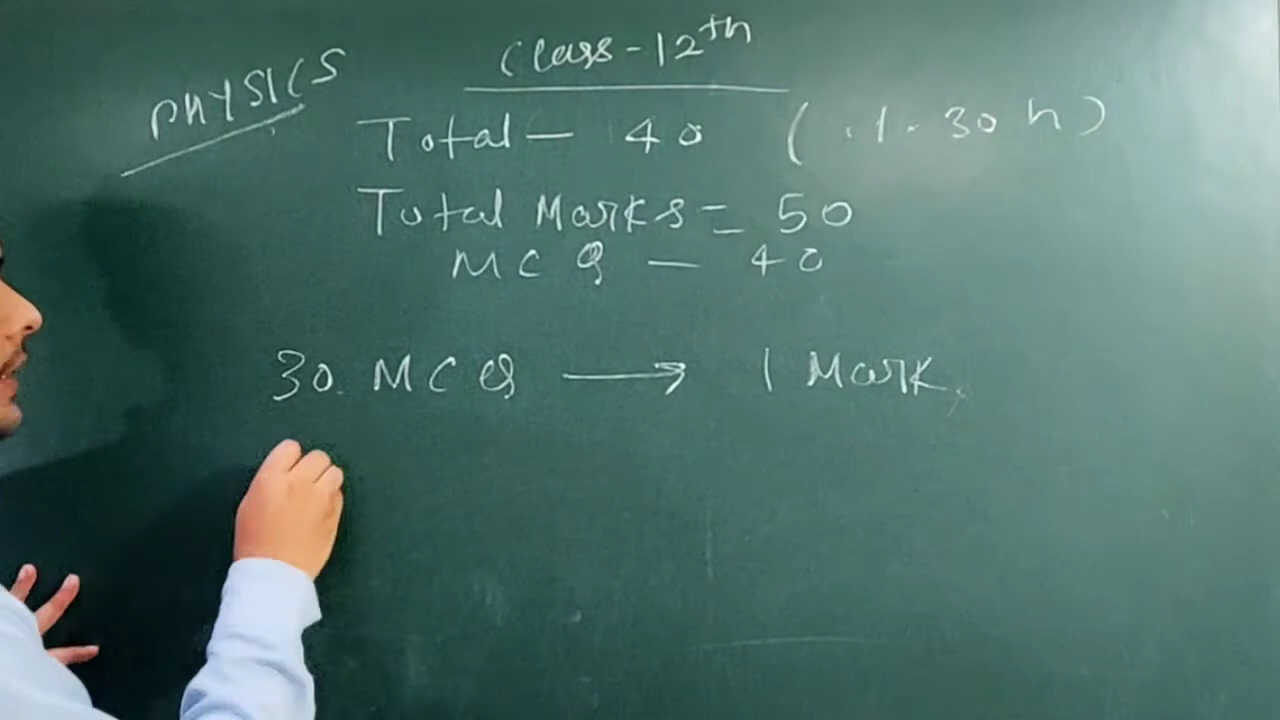 Class-12th
PHYSICS
Total — 40 (.1.30 h)
Total Marks = 50
MCQ — 40
30. MCQ → 1 Mark,